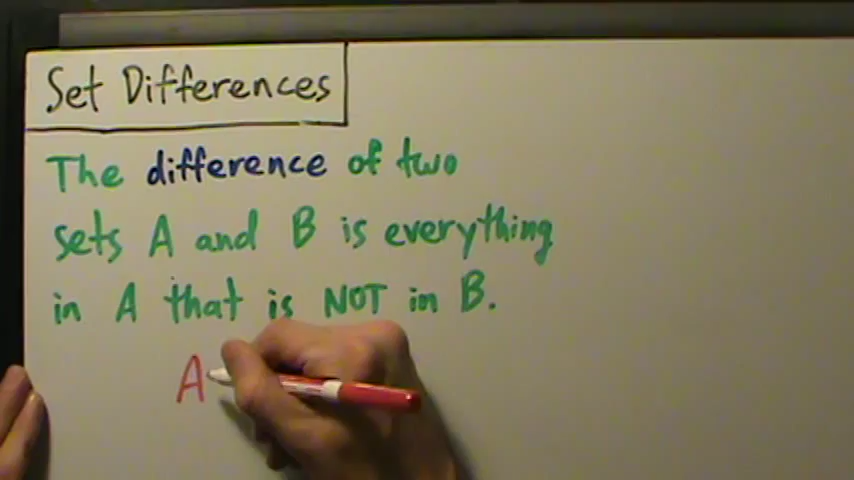 Set Differences
The difference of two
sets A and B is everything
in A that is NOT in B.
A